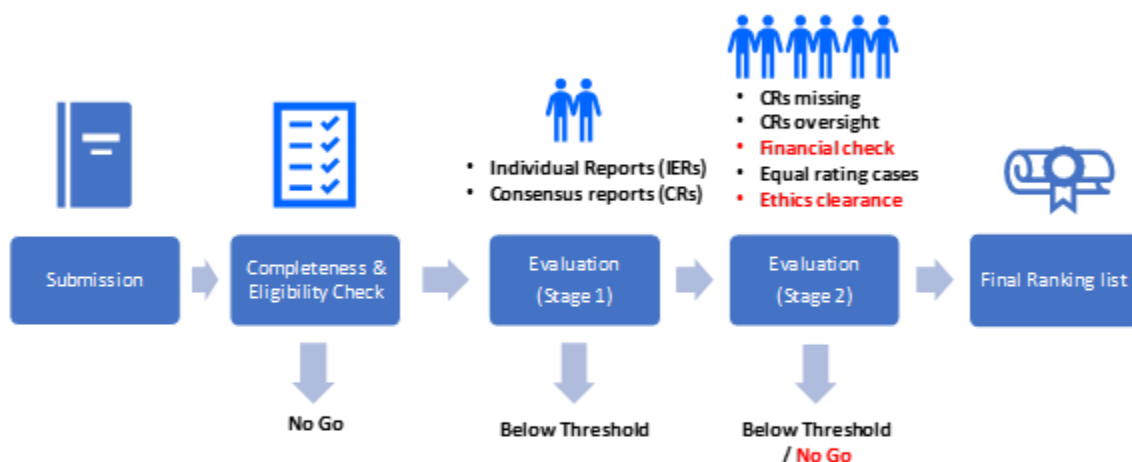 • CRs missing
• CRs oversight
• Financial check
• Equal rating cases
• Ethics clearance
• Individual Reports (IERs)
• Consensus reports (CRs)
Submission
Completeness &
Eligibility Check
Evaluation
(Stage 1)
Evaluation
(Stage 2)
Final Ranking list
No Go
Below Threshold
Below Threshold
/ No Go